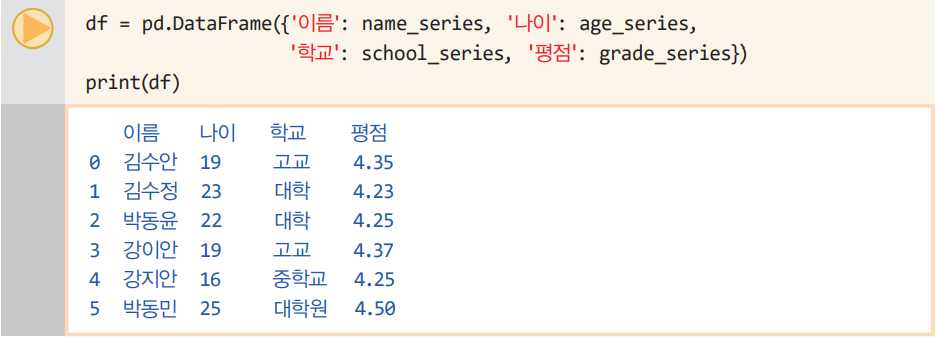 df = pd.DataFrame({'이름': name_series, '나이': age_series,
'학교': school_series, '평점': grade_series})
print(df)
이름 나이 학교 평점
0 김수안 19 고교 4.35
1 김수정 23 대학 4.23
2 박동윤 22 대학 4.25
3 강이안 19 고교 4.37
4 강지안 16 중학교 4.25
5 박동민 25 대학원 4.50